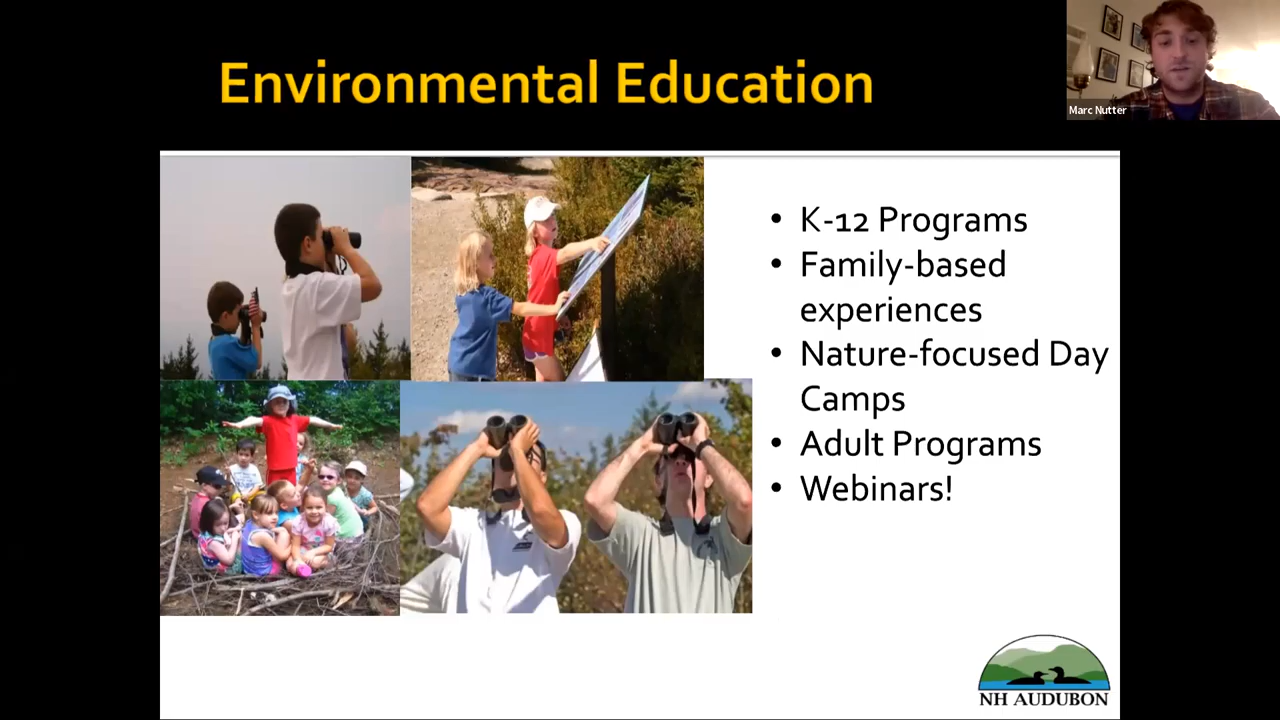 Environmental Education
Marc Nutter
• K-12 Programs
• Family-based
experiences
• Nature-focused Day
Camps
• Adult Programs
• Webinars!
NH AUDUBON